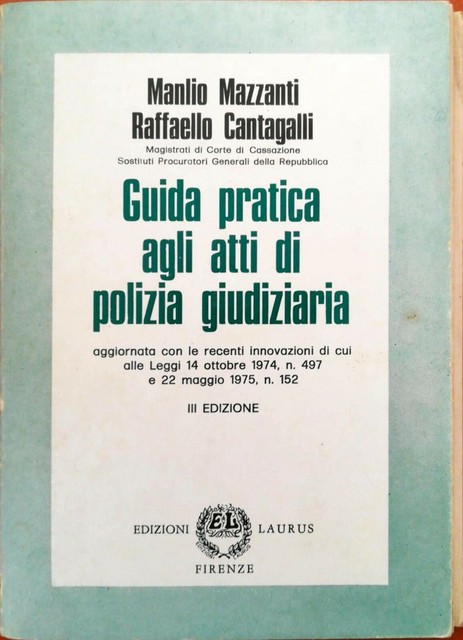 Manlio Mazzanti
Raffaello Cantagalli
Magistrati di Corte di Cassazione
Sostituti Procuratori Generali della Repubblica
Guida pratica
agli atti di
polizia giudiziaria
aggiornata con le recenti innovazioni di cui
alle Leggi 14 ottobre 1974, n. 497
e 22 maggio 1975, n. 152
III EDIZIONE
EDIZIONI EL LAURUS
FIRENZE